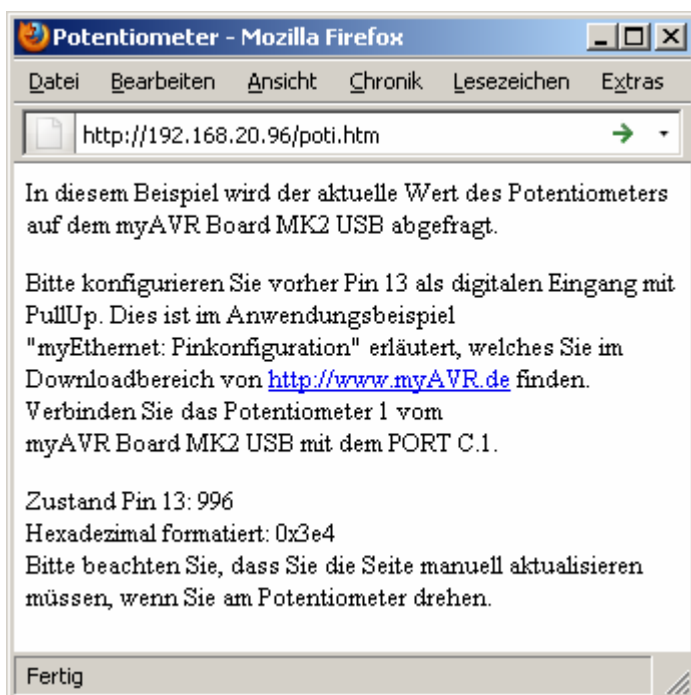 Potentiometer - Mozilla Firefox
Datei Bearbeiten Ansicht Chronik Lesezeichen Extras
http://192.168.20.96/poti.htm
In diesem Beispiel wird der aktuelle Wert des Potentiometers
auf dem myAVR Board MK2 USB abgefragt.
Bitte konfigurieren Sie vorher Pin 13 als digitalen Eingang mit
PullUp. Dies ist im Anwendungsbeispiel
"myEthernet: Pinkonfiguration" erläutert, welches Sie im
Downloadbereich von http://www.myAVR.de finden.
Verbinden Sie das Potentiometer 1 vom
myAVR Board MK2 USB mit dem PORT C.1.
Zustand Pin 13: 996
Hexadezimal formatiert: 0x3e4
Bitte beachten Sie, dass Sie die Seite manuell aktualisieren
müssen, wenn Sie am Potentiometer drehen.
Fertig